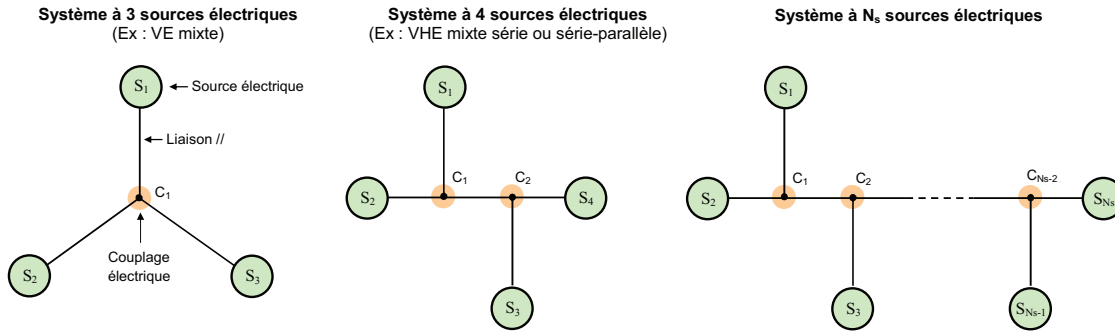 Système à 3 sources électriques
(Ex : VE mixte)
S1
Source électrique
Liaison //
C1
Couplage
électrique
S2
S3
Système à 4 sources électriques
(Ex : VHE mixte série ou série-parallèle)
S1
C1
C2
S2
S4
S3
Système à Ns sources électriques
S1
C1
C2
CNs-2
S2
SNs
S3
SNs-1